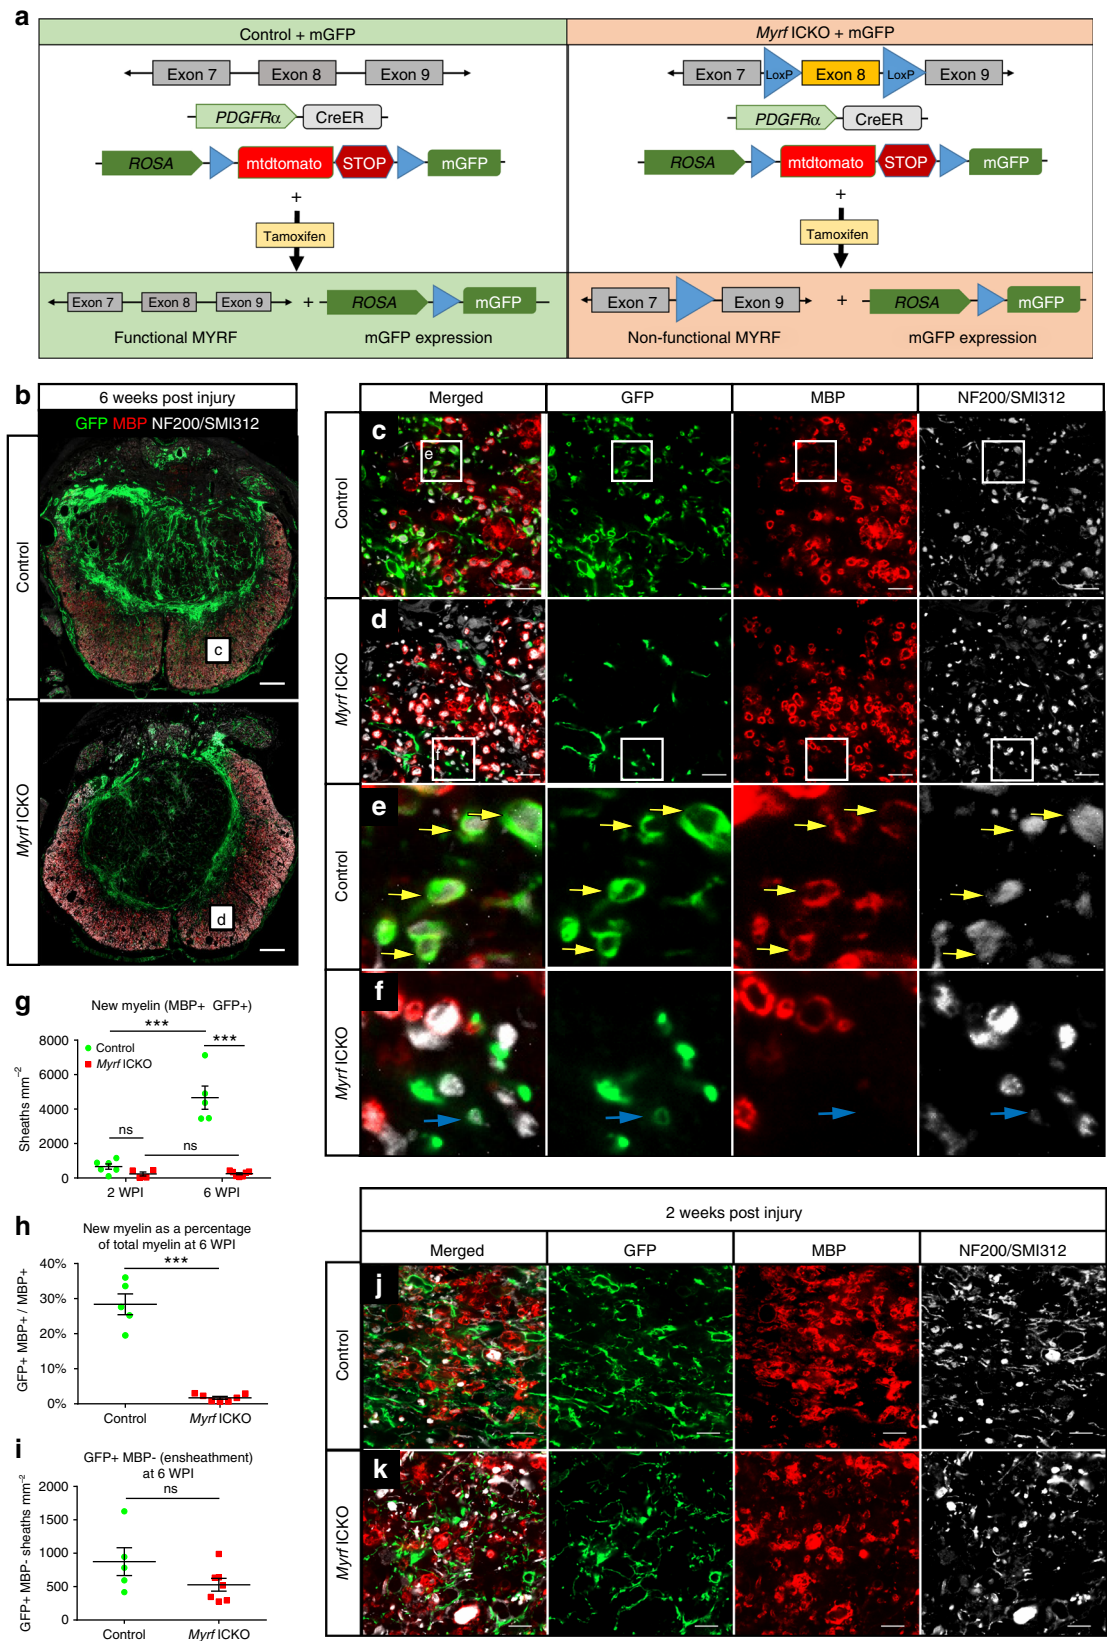 a
Control + mGFP
Myrf ICKO + mGFP
Exon 7 Exon 8 Exon 9
Exon 7 LoxP Exon 8 LoxP Exon 9
PDGFRα CreER
PDGFRα CreER
ROSA mtdtomato STOP mGFP
ROSA mtdtomato STOP mGFP
+
+
Tamoxifen
Tamoxifen
Exon 7 Exon 8 Exon 9 + ROSA mGFP
Exon 7 Exon 9 + ROSA mGFP
Functional MYRF mGFP expression
Non-functional MYRF mGFP expression
b
6 weeks post injury
GFP MBP NF200/SMI312
Control
c
Myrf ICKO
d
Merged GFP MBP NF200/SMI312
Control
c
e
Myrf ICKO
d
f
Control
e
Myrf ICKO
f
g
New myelin (MBP+ GFP+)
Sheaths mm⁻²
8000
6000
4000
2000
0
Control
Myrf ICKO
***
***
ns
ns
2 WPI 6 WPI
h
New myelin as a percentage
of total myelin at 6 WPI
GFP+ MBP+ / MBP+
40%
30%
20%
10%
0%
***
Control Myrf ICKO
i
GFP+ MBP- (ensheathment)
at 6 WPI
GFP+ MBP- sheaths mm⁻²
2000
1500
1000
500
0
ns
Control Myrf ICKO
2 weeks post injury
Merged GFP MBP NF200/SMI312
Control
j
Myrf ICKO
k